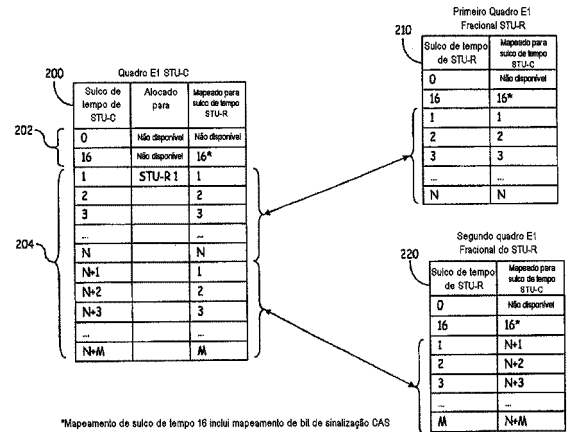 Quadro E1 STU-C
200
Sulco de tempo de STU-C | Alocado para | Mapeado para sulco de tempo STU-R
202
0 | Não disponível | Não disponível
16 | Não disponível | 16*
204
1 | STU-R 1 | 1
2 | | 2
3 | | 3
... | | ...
N | | N
N+1 | | 1
N+2 | | 2
N+3 | | 3
... | | ...
N+M | | M
Primeiro Quadro E1
Fracional STU-R
210
Sulco de tempo de STU-R | Mapeado para sulco de tempo STU-C
0 | Não disponível
16 | 16*
1 | 1
2 | 2
3 | 3
... | ...
N | N
Segundo quadro E1
Fracional do STU-R
220
Sulco de tempo de STU-R | Mapeado para sulco de tempo STU-C
0 | Não disponível
16 | 16*
1 | N+1
2 | N+2
3 | N+3
... | ...
M | N+M
*Mapeamento de sulco de tempo 16 inclui mapeamento de bit de sinalização CAS